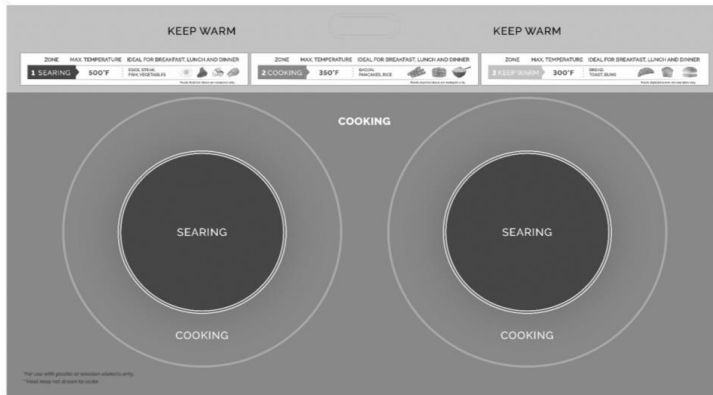 KEEP WARM
KEEP WARM
ZONE MAX. TEMPERATURE IDEAL FOR BREAKFAST, LUNCH AND DINNER
1 SEARING 500°F EGGS, STEAK,
FISH, VEGETABLES
ZONE MAX. TEMPERATURE IDEAL FOR BREAKFAST, LUNCH AND DINNER
2 COOKING 350°F BACON,
PANCAKES, RICE
ZONE MAX. TEMPERATURE IDEAL FOR BREAKFAST, LUNCH AND DINNER
3 KEEP WARM 300°F
TOAST, BUNS
COOKING
SEARING
SEARING
COOKING
COOKING
*For use with plastic or wooden utensils only.
*Heat map not drawn to scale.